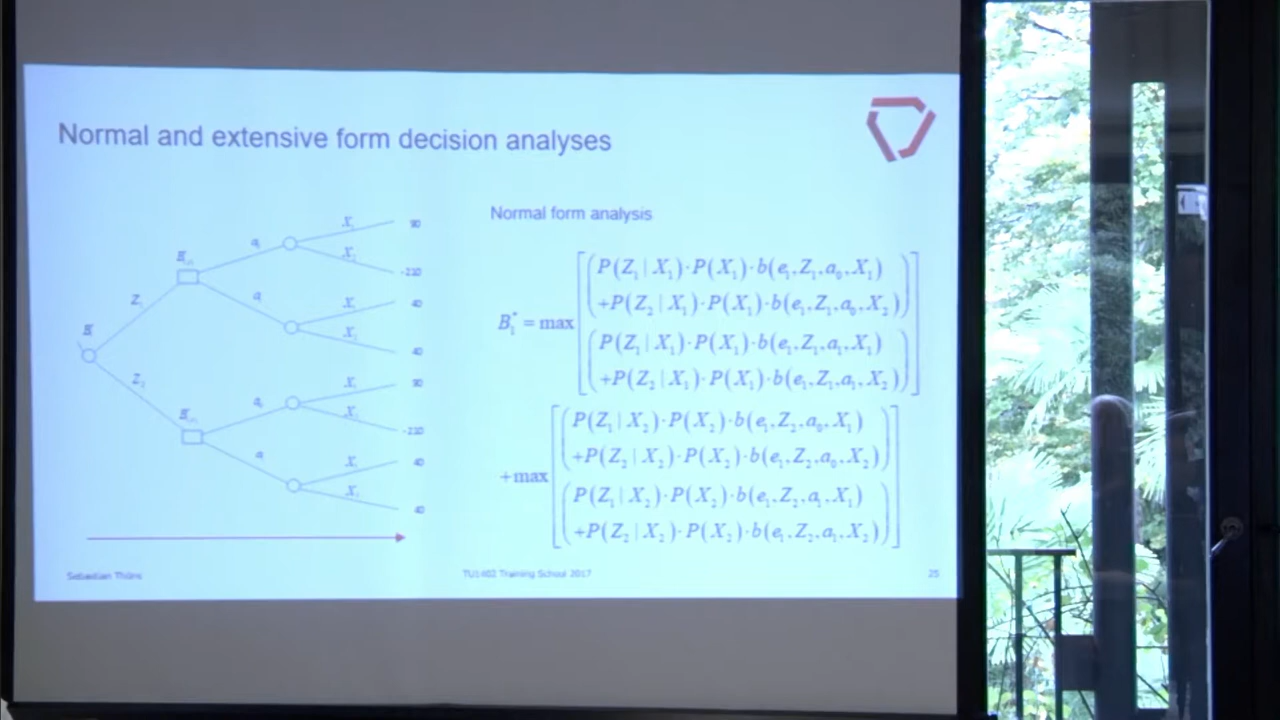 Normal and extensive form decision analyses
Normal form analysis
X₁ 90
a₀
X₂ -210
Z₁
X₁ 40
a₁
X₂ 40
Z₂
X₁ 90
a₀
X₂ -210
X₁ 40
a₁
X₂ 40
B₁* = max
P(Z₁ | X₁)·P(X₁)·b(e₁,Z₁,a₀,X₁)
+P(Z₂ | X₁)·P(X₁)·b(e₁,Z₁,a₀,X₂)
P(Z₁ | X₁)·P(X₁)·b(e₁,Z₁,a₁,X₁)
+P(Z₂ | X₁)·P(X₁)·b(e₁,Z₁,a₁,X₂)
+max
P(Z₁ | X₂)·P(X₂)·b(e₁,Z₂,a₀,X₁)
+P(Z₂ | X₂)·P(X₂)·b(e₁,Z₂,a₀,X₂)
P(Z₁ | X₂)·P(X₂)·b(e₁,Z₂,a₁,X₁)
+P(Z₂ | X₂)·P(X₂)·b(e₁,Z₂,a₁,X₂)
Sebastian Thöns
TU1402 Training School 2017
25